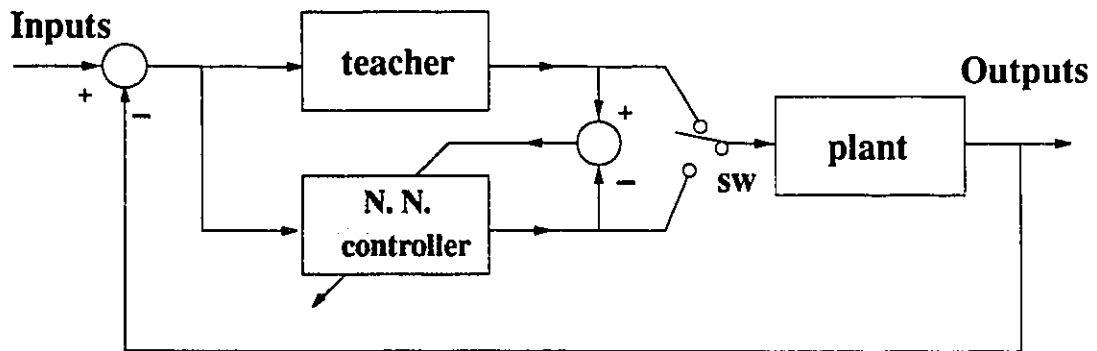 Inputs
teacher
Outputs
+
−
+
plant
−
sw
N. N.
controller